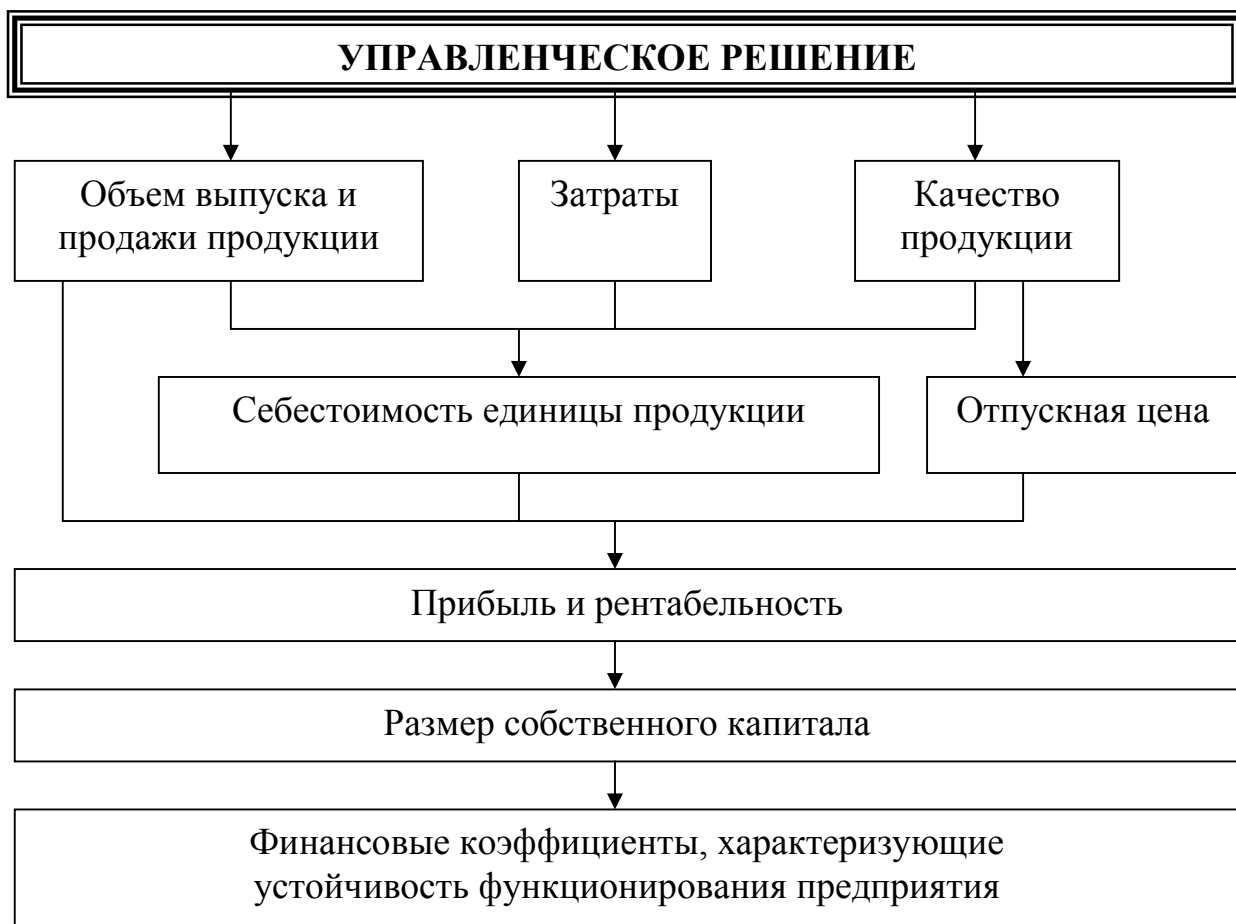 УПРАВЛЕНЧЕСКОЕ РЕШЕНИЕ
Объем выпуска и
продажи продукции
Затраты
Качество
продукции
Себестоимость единицы продукции
Отпускная цена
Прибыль и рентабельность
Размер собственного капитала
Финансовые коэффициенты, характеризующие
устойчивость функционирования предприятия